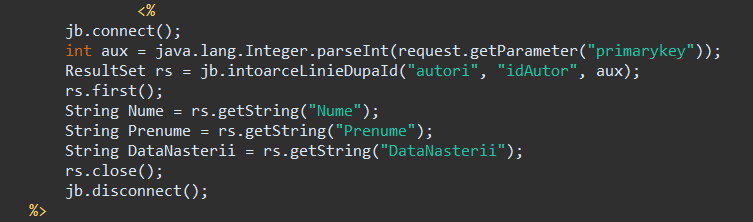 <%
jb.connect();
int aux = java.lang.Integer.parseInt(request.getParameter("primarykey"));
ResultSet rs = jb.intoarceLinieDupaId("autori", "idAutor", aux);
rs.first();
String Nume = rs.getString("Nume");
String Prenume = rs.getString("Prenume");
String DataNasterii = rs.getString("DataNasterii");
rs.close();
jb.disconnect();
%>